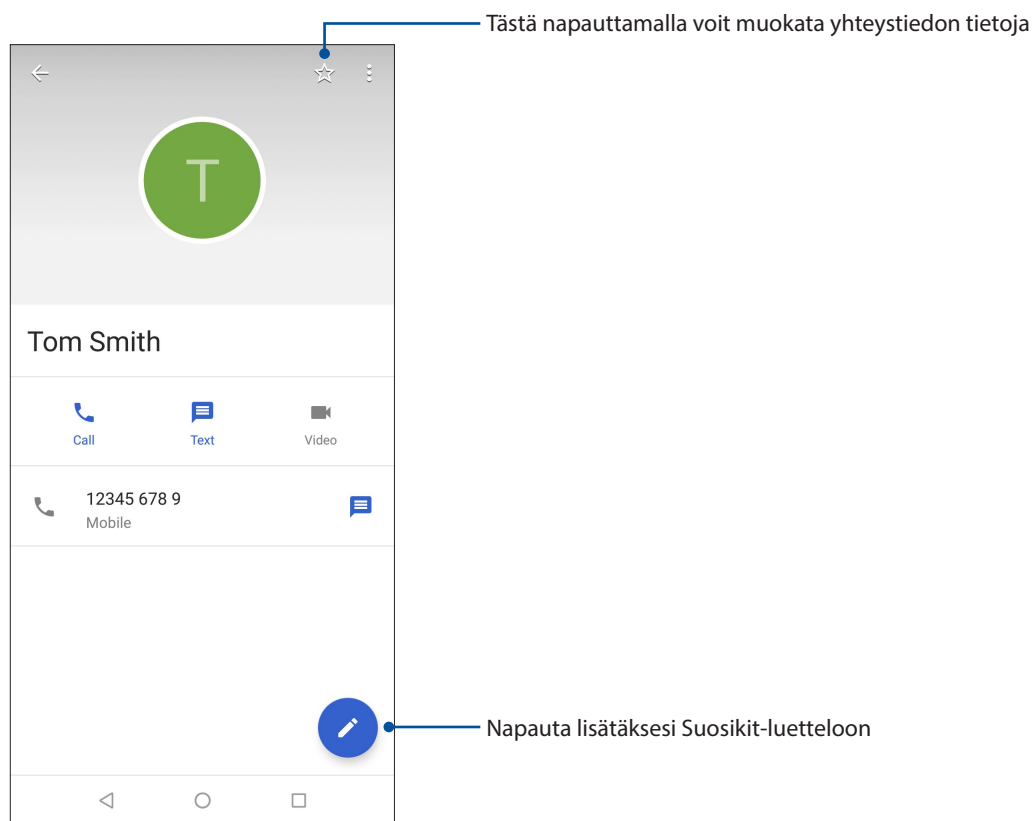 Tästä napauttamalla voit muokata yhteystiedon tietoja
T
Tom Smith
Call Text Video
12345 678 9
Mobile
Napauta lisätäksesi Suosikit-luetteloon